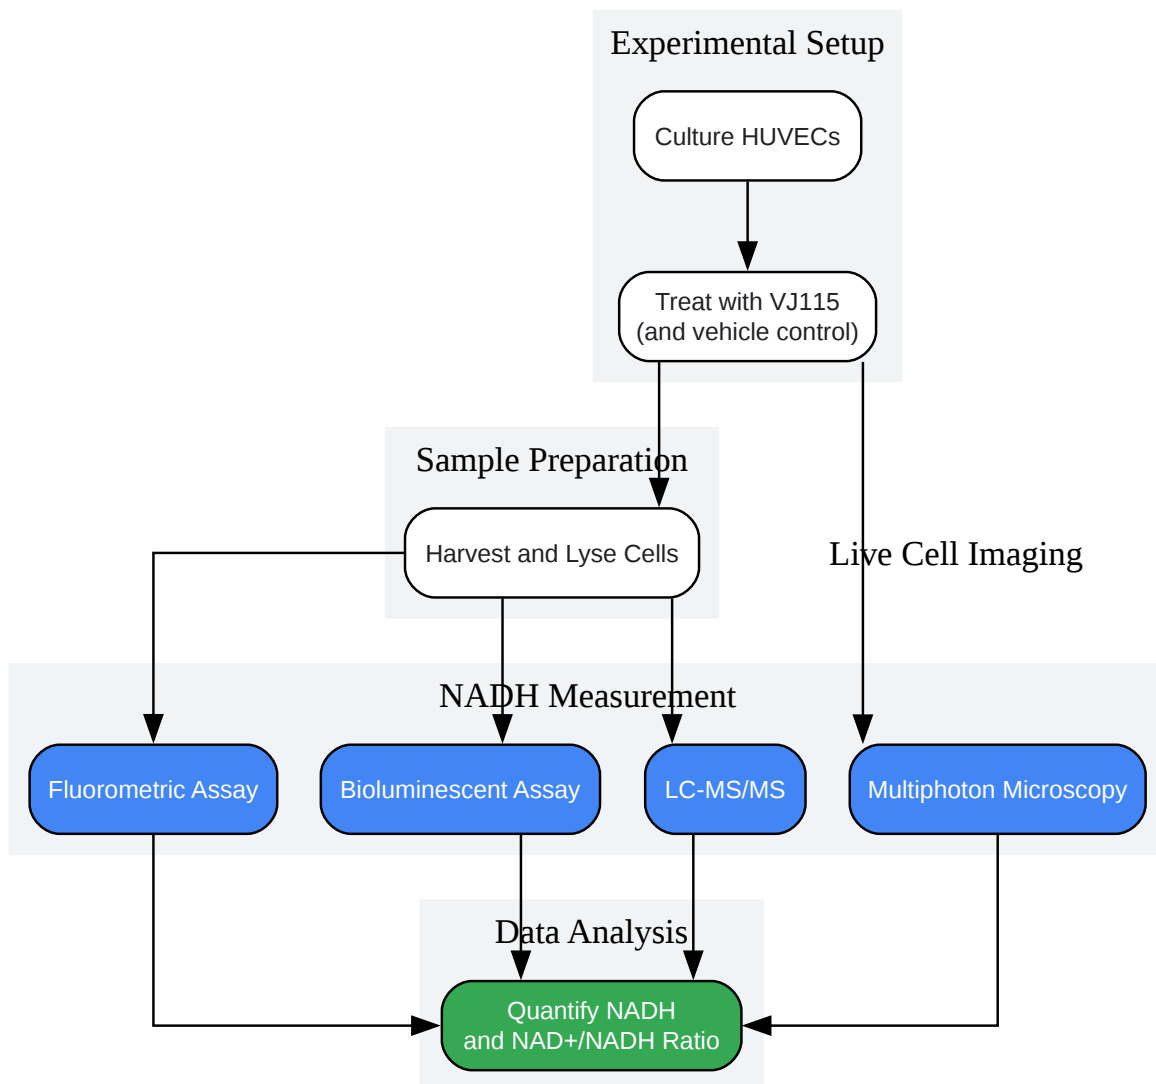 Experimental Setup
Culture HUVECs
Treat with VJ115
(and vehicle control)
Sample Preparation
Harvest and Lyse Cells
Live Cell Imaging
NADH Measurement
Fluorometric Assay
Bioluminescent Assay
LC-MS/MS
Multiphoton Microscopy
Data Analysis
Quantify NADH
and NAD+/NADH Ratio